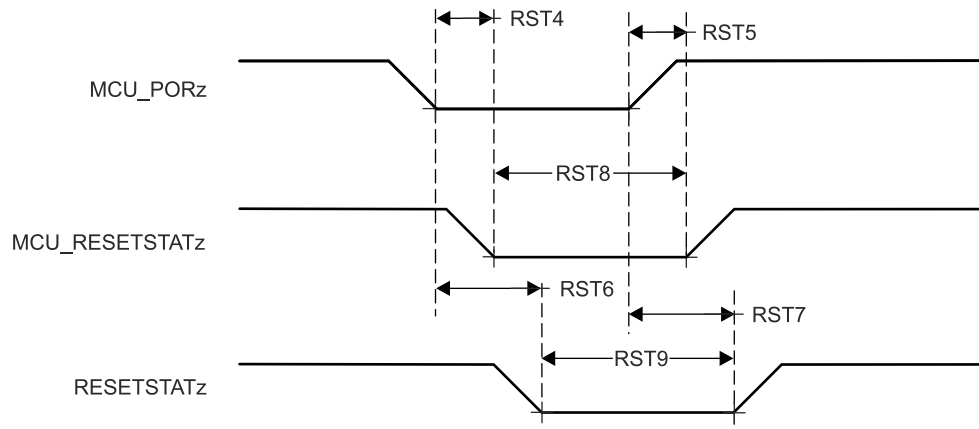 RST4
RST5
MCU_PORz
RST8
MCU_RESETSTATz
RST6
RST7
RST9
RESETSTATz